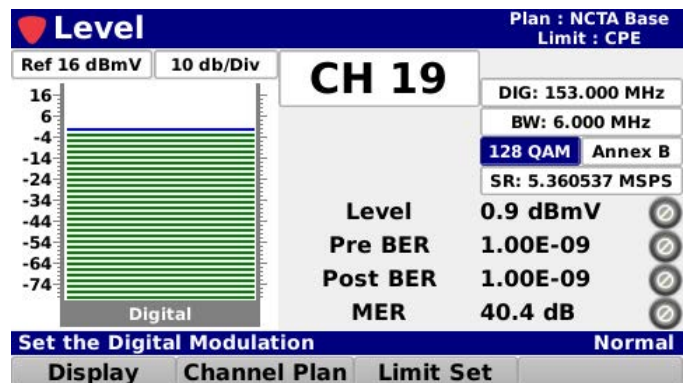 Level
Plan : NCTA Base
Limit : CPE
Ref 16 dBmV
10 db/Div
CH 19
DIG: 153.000 MHz
BW: 6.000 MHz
128 QAM
Annex B
SR: 5.360537 MSPS
16
6
-4
-14
-24
-34
-44
-54
-64
-74
Digital
Level 0.9 dBmV
Pre BER 1.00E-09
Post BER 1.00E-09
MER 40.4 dB
Set the Digital Modulation
Normal
Display
Channel Plan
Limit Set